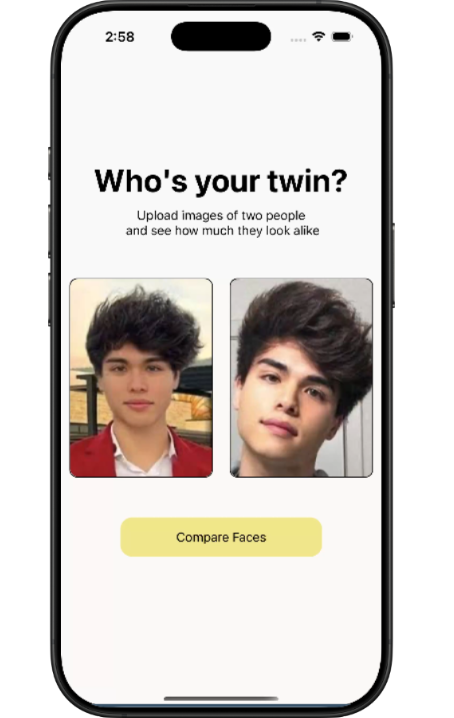 2:58
Who's your twin?
Upload images of two people
and see how much they look alike
Compare Faces